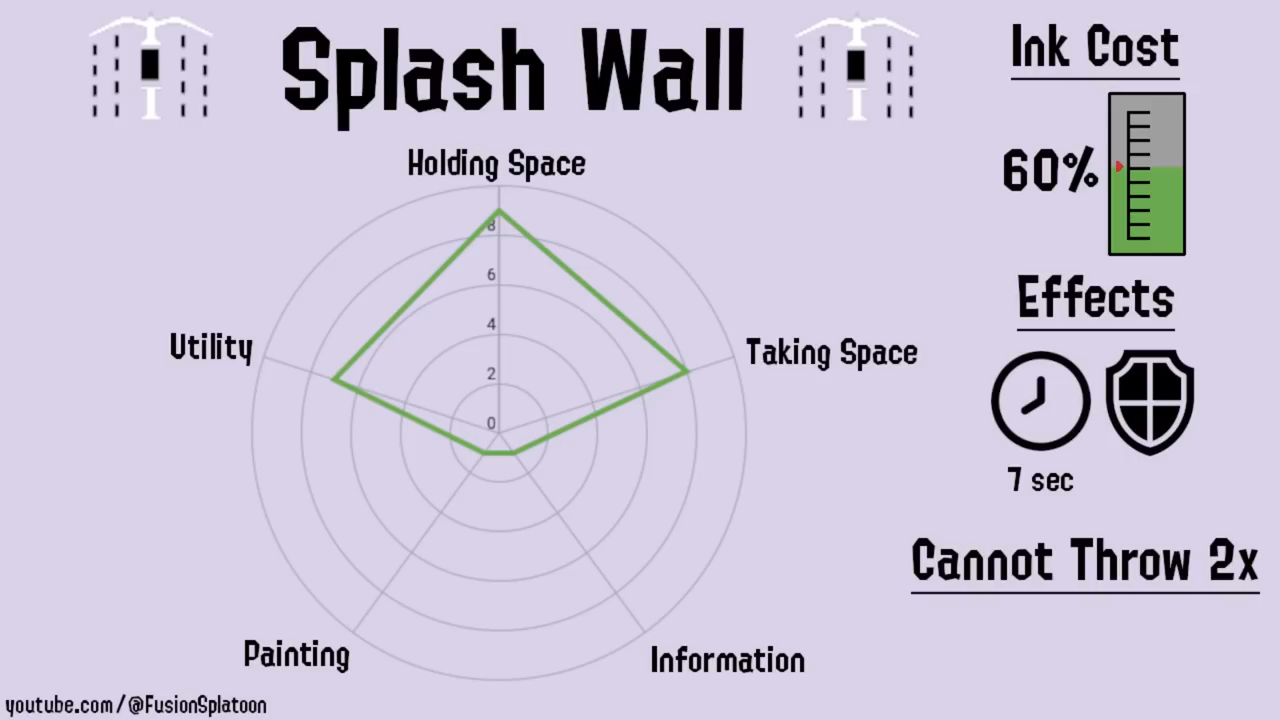 Splash Wall
Ink Cost
60%
Holding Space
8
6
4
2
0
Utility
Taking Space
Painting
Information
Effects
7 sec
Cannot Throw 2x
youtube.com/@FusionSplatoon